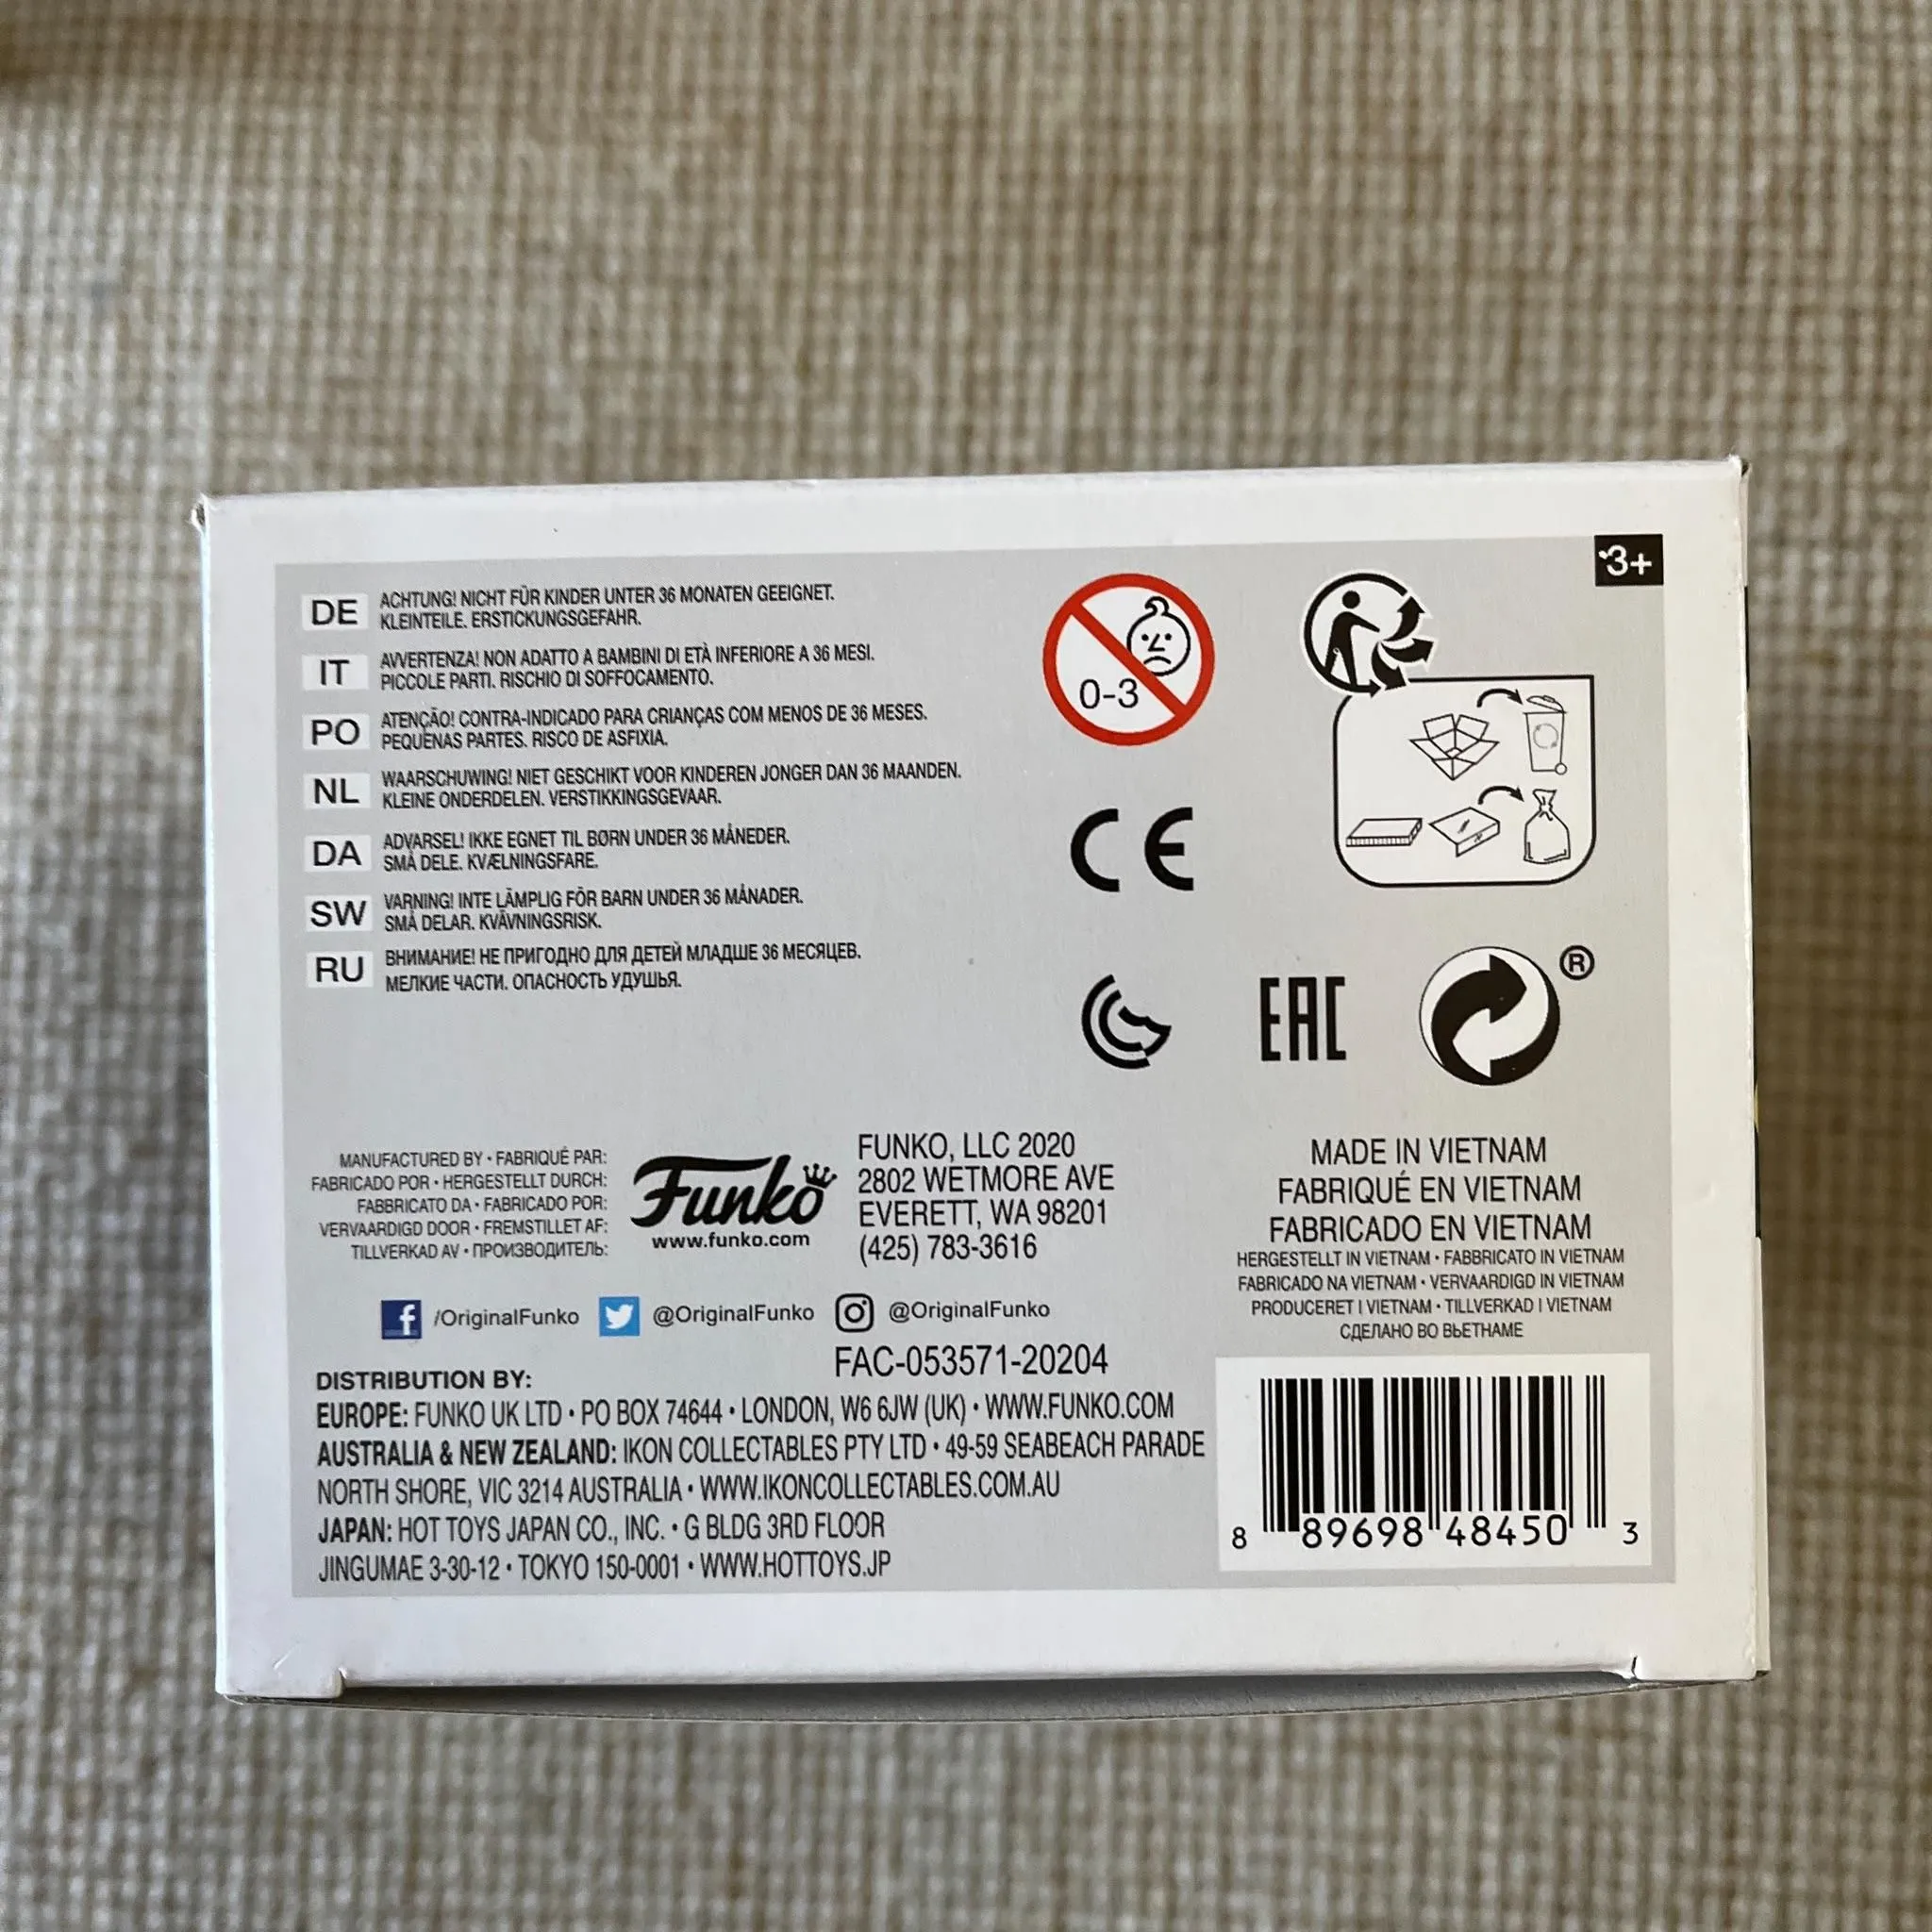 3+
DE
ACHTUNG! NICHT FÜR KINDER UNTER 36 MONATEN GEEIGNET.
KLEINTEILE. ERSTICKUNGSGEFAHR.
IT
AVVERTENZA! NON ADATTO A BAMBINI DI ETÀ INFERIORE A 36 MESI.
PICCOLE PARTI. RISCHIO DI SOFFOCAMENTO.
PO
ATENÇÃO! CONTRA-INDICADO PARA CRIANÇAS COM MENOS DE 36 MESES.
PEQUENAS PARTES. RISCO DE ASFIXIA.
NL
WAARSCHUWING! NIET GESCHIKT VOOR KINDEREN JONGER DAN 36 MAANDEN.
KLEINE ONDERDELEN. VERSTIKKINGSGEVAAR.
DA
ADVARSEL! IKKE EGNET TIL BØRN UNDER 36 MÅNEDER.
SMÅ DELE. KVÆLNINGSFARE.
SW
VARNING! INTE LÄMPLIG FÖR BARN UNDER 36 MÅNADER.
SMÅ DELAR. KVÄVNINGSRISK.
RU
ВНИМАНИЕ! НЕ ПРИГОДНО ДЛЯ ДЕТЕЙ МЛАДШЕ 36 МЕСЯЦЕВ.
МЕЛКИЕ ЧАСТИ. ОПАСНОСТЬ УДУШЬЯ.
0-3
CE
EAC
®
MANUFACTURED BY • FABRIQUÉ PAR:
FABRICADO POR • HERGESTELLT DURCH:
FABBRICATO DA • FABRICADO POR:
VERVAARDIGD DOOR • FREMSTILLET AF:
TILLVERKAD AV • ПРОИЗВОДИТЕЛЬ:
Funko
www.funko.com
FUNKO, LLC 2020
2802 WETMORE AVE
EVERETT, WA 98201
(425) 783-3616
MADE IN VIETNAM
FABRIQUÉ EN VIETNAM
FABRICADO EN VIETNAM
HERGESTELLT IN VIETNAM • FABBRICATO IN VIETNAM
FABRICADO NA VIETNAM • VERVAARDIGD IN VIETNAM
PRODUCERET I VIETNAM • TILLVERKAD I VIETNAM
СДЕЛАНО ВО ВЬЕТНАМЕ
/OriginalFunko @OriginalFunko @OriginalFunko
FAC-053571-20204
DISTRIBUTION BY:
EUROPE: FUNKO UK LTD • PO BOX 74644 • LONDON, W6 6JW (UK) • WWW.FUNKO.COM
AUSTRALIA & NEW ZEALAND: IKON COLLECTABLES PTY LTD • 49-59 SEABEACH PARADE
NORTH SHORE, VIC 3214 AUSTRALIA • WWW.IKONCOLLECTABLES.COM.AU
JAPAN: HOT TOYS JAPAN CO., INC. • G BLDG 3RD FLOOR
JINGUMAE 3-30-12 • TOKYO 150-0001 • WWW.HOTTOYS.JP
8 89698 48450 3